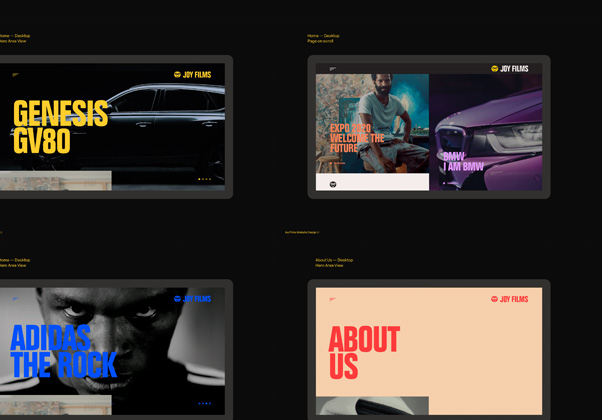 Home — Desktop
Hero Area View
Home — Desktop
Page on scroll
JOY FILMS
GENESIS
GV80
JOY FILMS
EXPO 2020
WELCOME THE
FUTURE
BMW
I AM BMW
Joy Films Website Design
Home — Desktop
Hero Area View
About Us — Desktop
Hero Area View
JOY FILMS
ADIDAS
THE ROCK
JOY FILMS
ABOUT
US